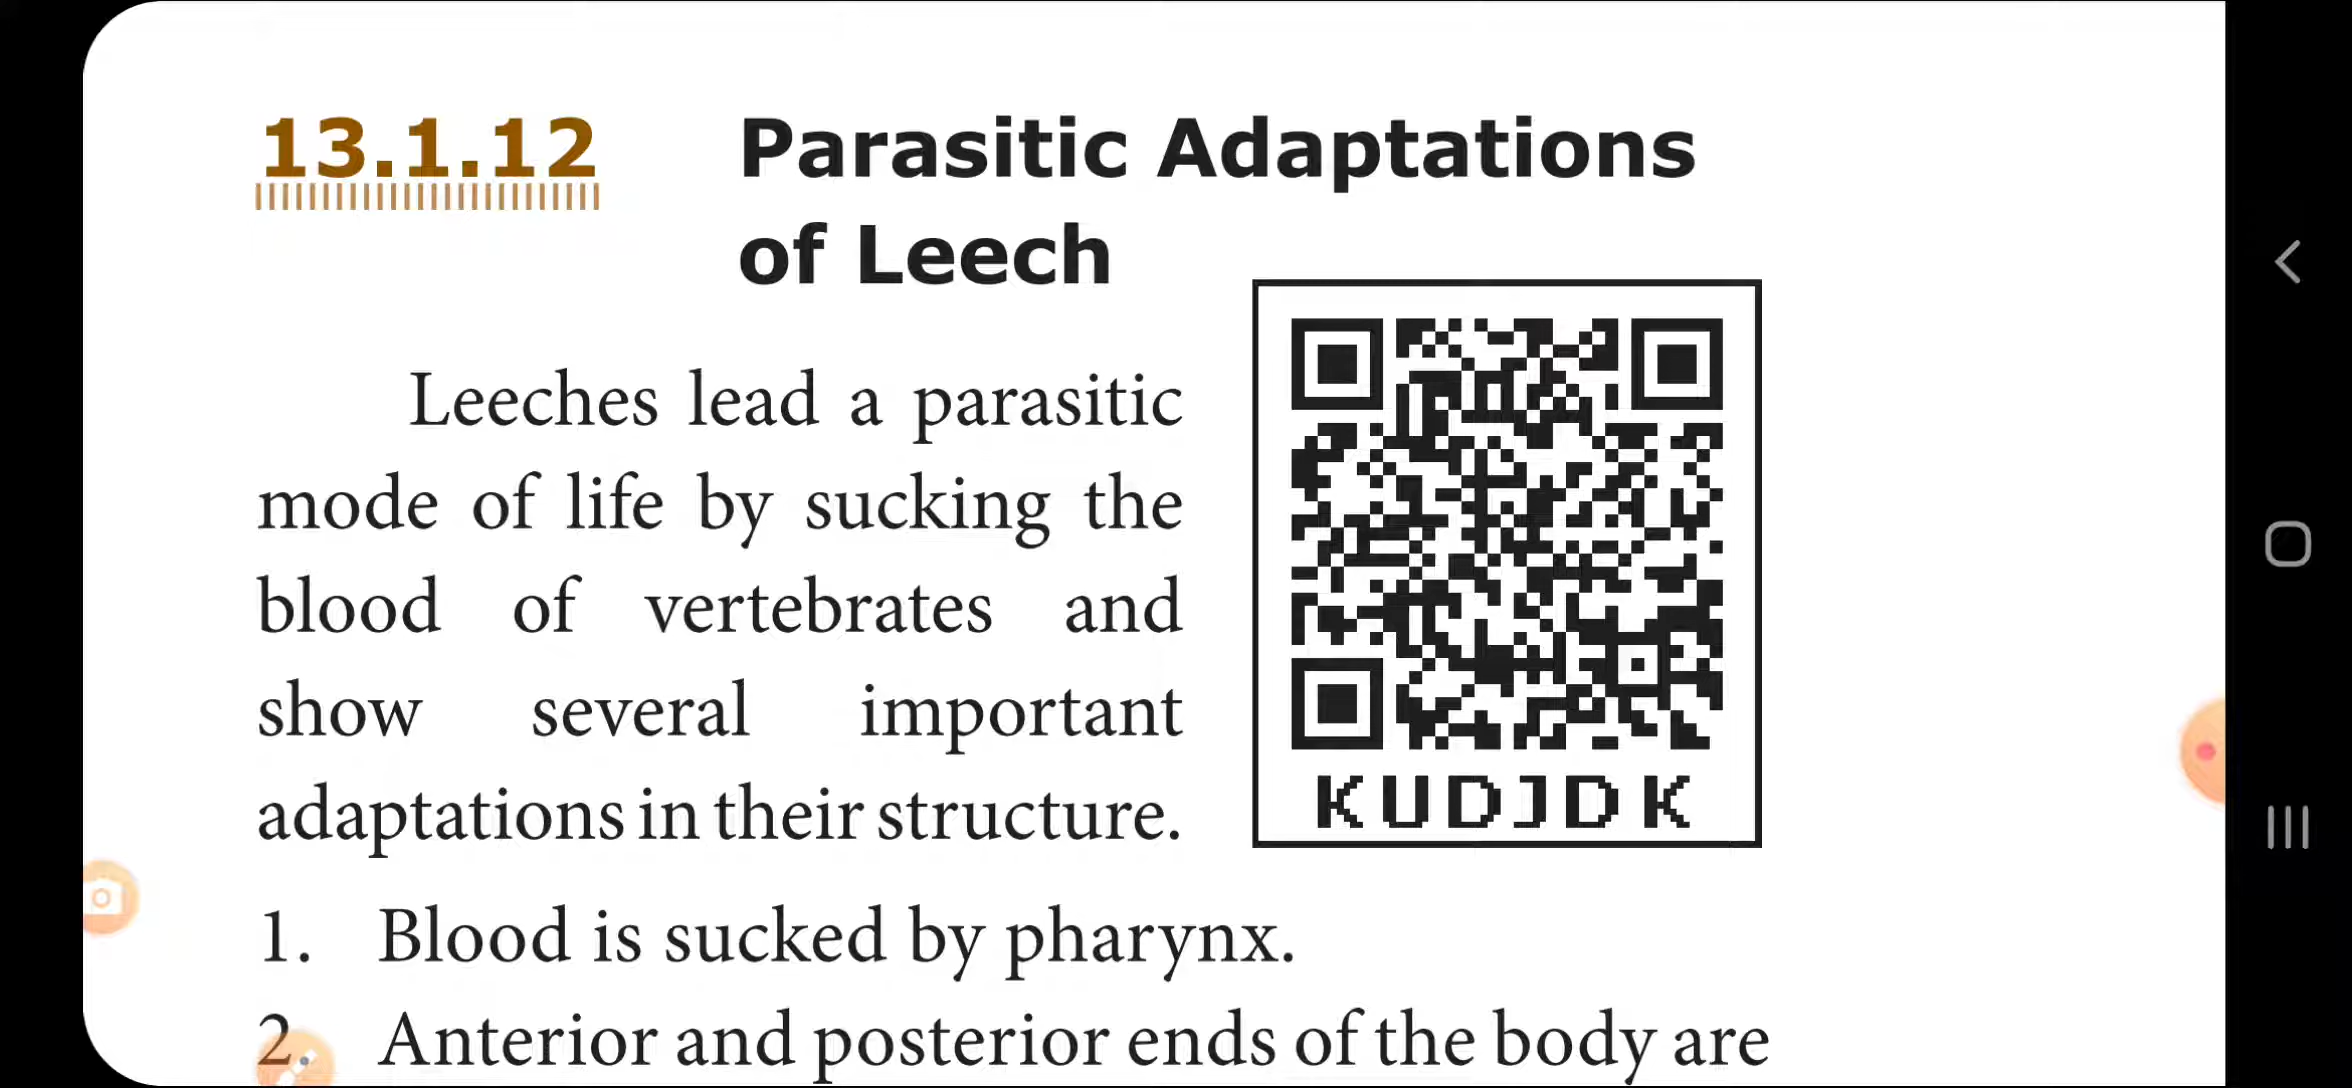 13.1.12 Parasitic Adaptations
of Leech
Leeches lead a parasitic
mode of life by sucking the
blood of vertebrates and
show several important
adaptations in their structure.
KUDJDK
1. Blood is sucked by pharynx.
2. Anterior and posterior ends of the body are